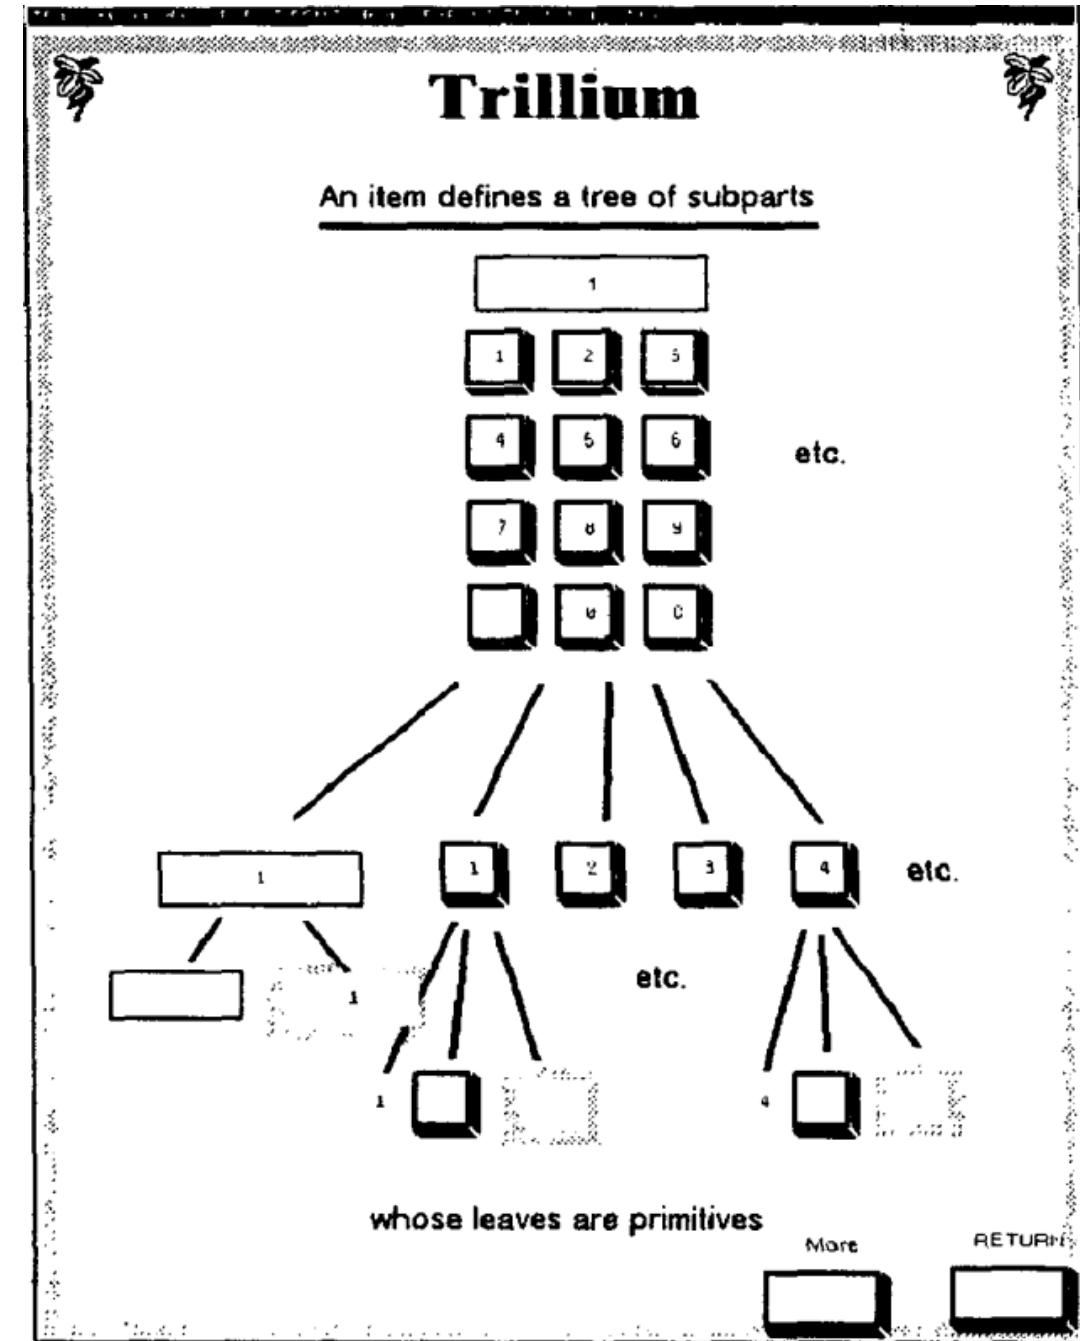 Trillium
An item defines a tree of subparts
1
1 2 3
4 5 6
etc.
7 8 9
0 C
1 1 2 3 4 etc.
1 etc.
1 4
whose leaves are primitives
More RETURN